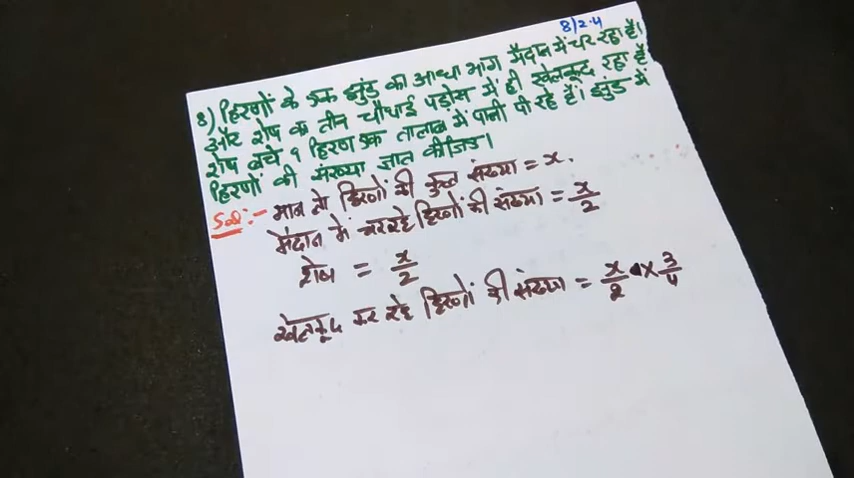 8/2.4
8) हिरणों के एक झुंड का आधा भाग मैदान में चर रहा है।
और शेष का तीन चौथाई पड़ोस में ही खेलकूद रहा है
शेष बचे 9 हिरण एक तालाब में पानी पी रहे हैं। झुंड में
हिरणों की संख्या ज्ञात कीजिए।
Sol:- मान लो हिरणों की कुल संख्या = x.
मैदान में चर रहे हिरणों की संख्या = x/2
शेष = x/2
खेलकूद कर रहे हिरणों की संख्या = x/2 × 3/4